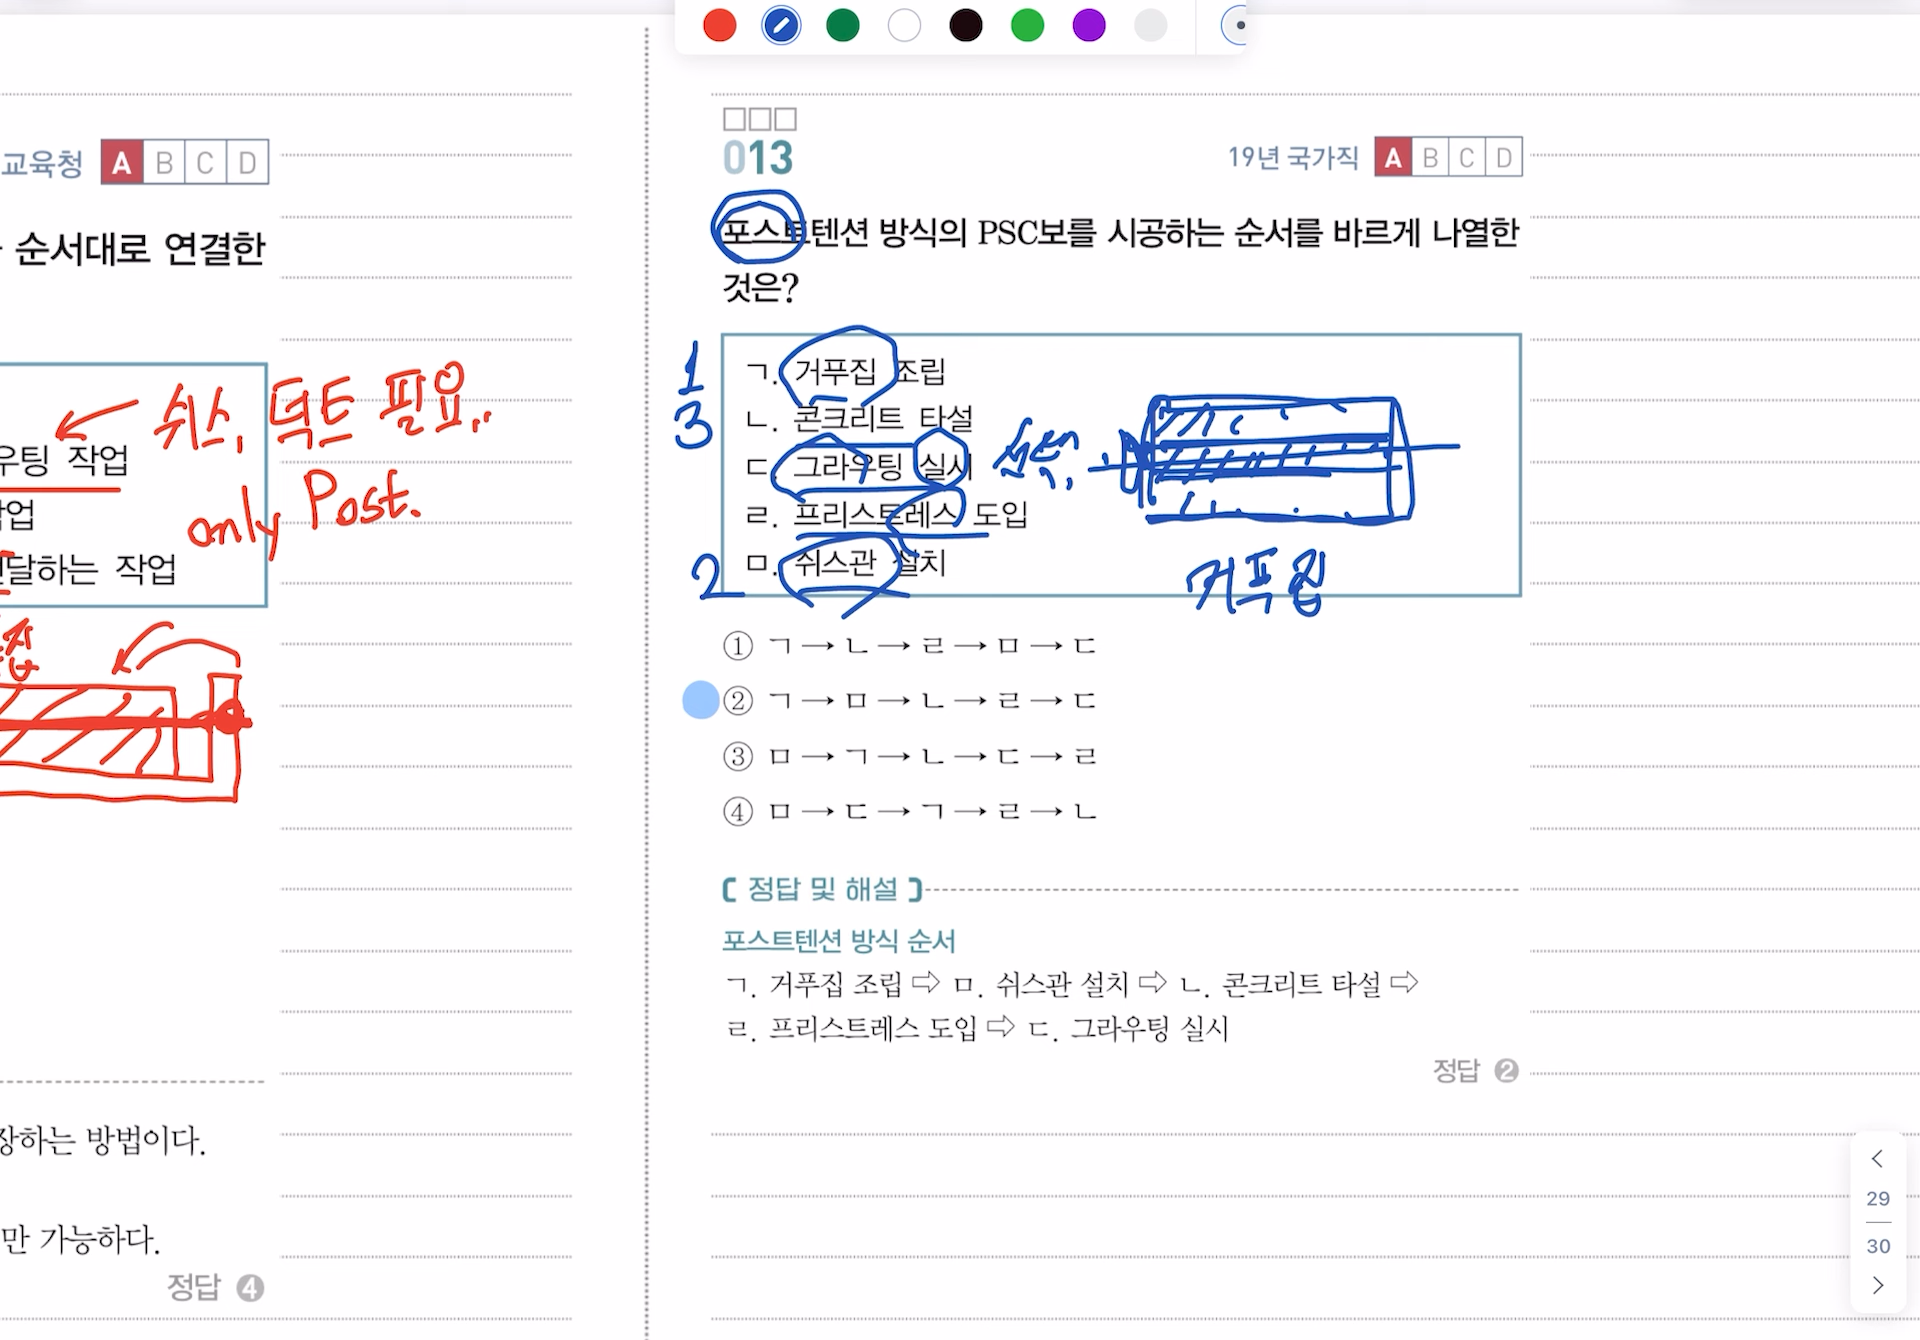 교육청 A B C D
순서대로 연결한
우팅 작업
작업
달하는 작업
쉬스, 덕트 필요..
only Post.
장하는 방법이다.
만 가능하다.
정답 ④
013
19년 국가직 A B C D
포스트텐션 방식의 PSC보를 시공하는 순서를 바르게 나열한
것은?
1 ㄱ. 거푸집 조립
3 ㄴ. 콘크리트 타설
ㄷ. 그라우팅 실시
ㄹ. 프리스트레스 도입
2 ㅁ. 쉬스관 설치
거푸집
① ㄱ → ㄴ → ㄹ → ㅁ → ㄷ
② ㄱ → ㅁ → ㄴ → ㄹ → ㄷ
③ ㅁ → ㄱ → ㄴ → ㄷ → ㄹ
④ ㅁ → ㄷ → ㄱ → ㄹ → ㄴ
【 정답 및 해설 】
포스트텐션 방식 순서
ㄱ. 거푸집 조립 ⇨ ㅁ. 쉬스관 설치 ⇨ ㄴ. 콘크리트 타설 ⇨
ㄹ. 프리스트레스 도입 ⇨ ㄷ. 그라우팅 실시
정답 ②
29
30